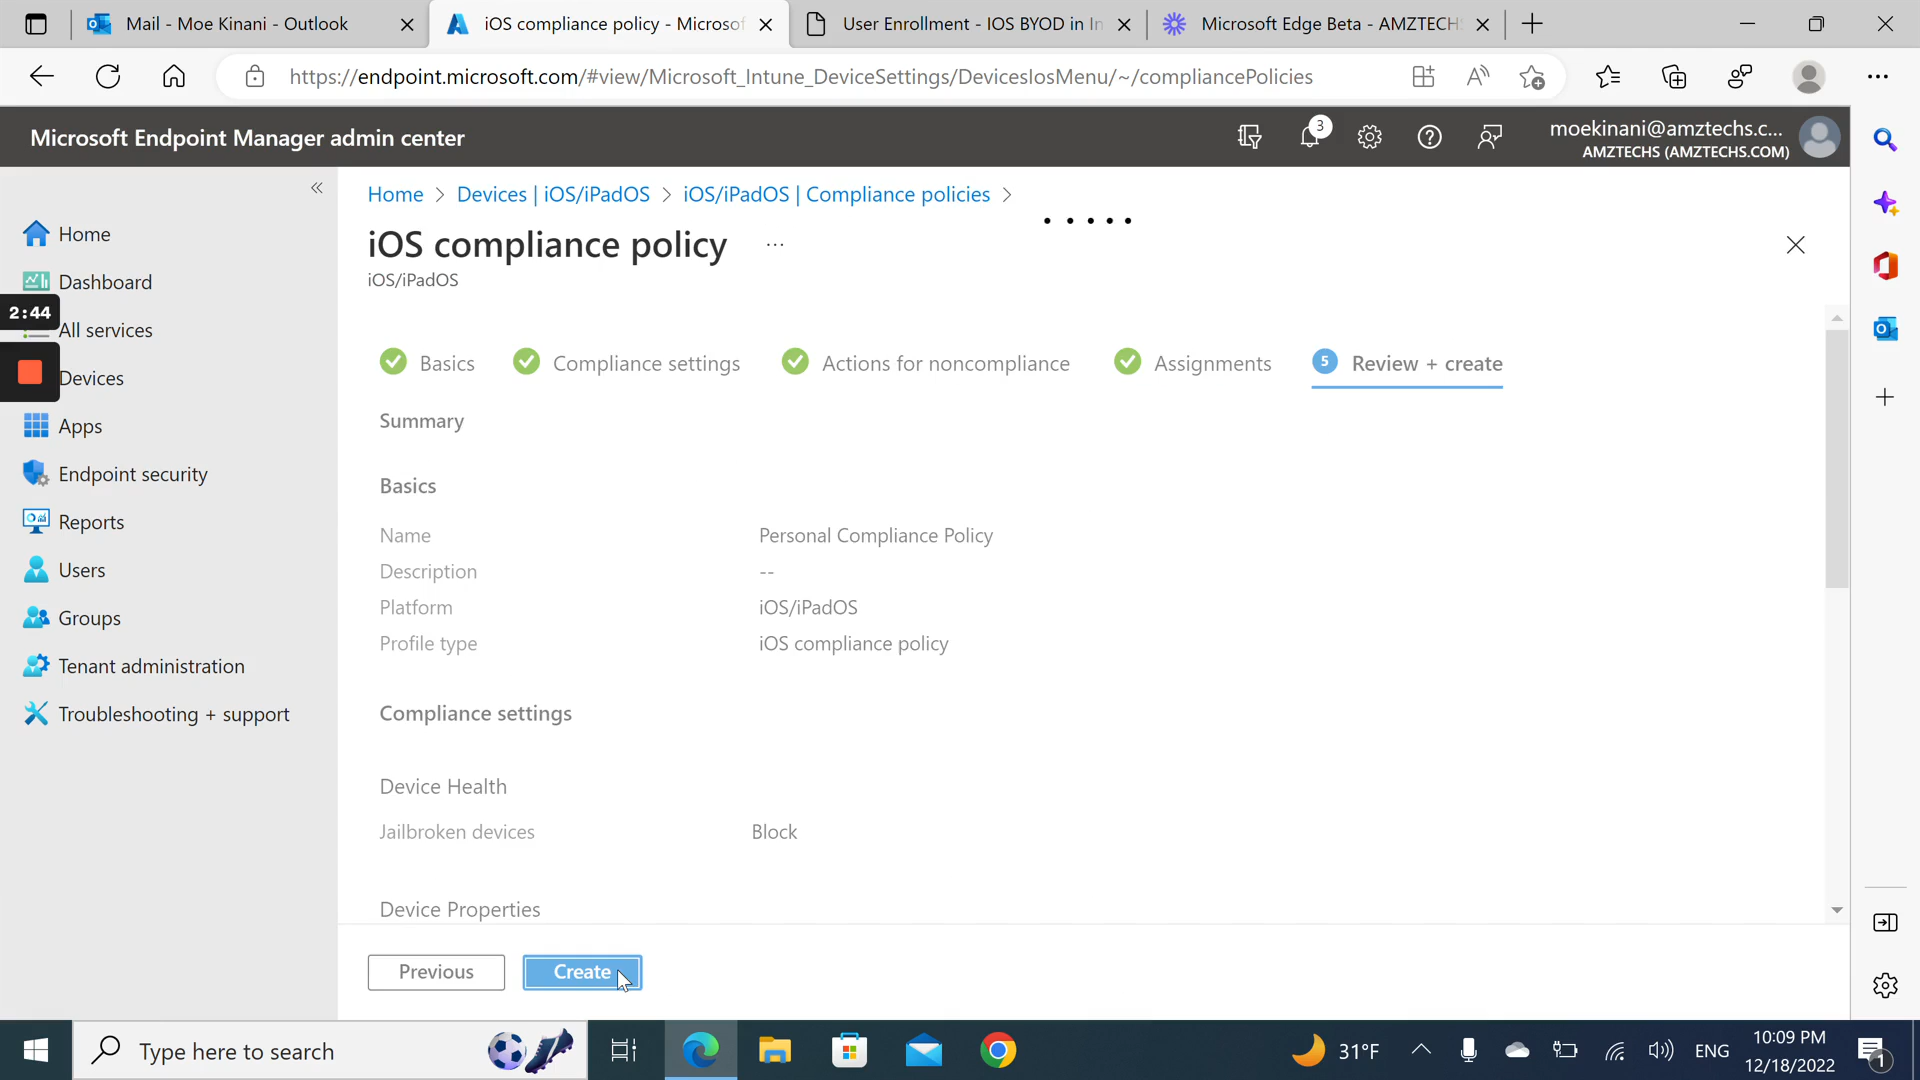 Mail - Moe Kinani - Outlook
iOS compliance policy - Microsof
User Enrollment - IOS BYOD in In
Microsoft Edge Beta - AMZTECH
https://endpoint.microsoft.com/#view/Microsoft_Intune_DeviceSettings/DevicesIosMenu/~/compliancePolicies
Microsoft Endpoint Manager admin center
3
moekinani@amztechs.c...
AMZTECHS (AMZTECHS.COM)
Home > Devices | iOS/iPadOS > iOS/iPadOS | Compliance policies >
iOS compliance policy ...
iOS/iPadOS
Home
Dashboard
2:44
All services
Devices
Apps
Endpoint security
Reports
Users
Groups
Tenant administration
Troubleshooting + support
Basics
Compliance settings
Actions for noncompliance
Assignments
5 Review + create
Summary
Basics
Name Personal Compliance Policy
Description --
Platform iOS/iPadOS
Profile type iOS compliance policy
Compliance settings
Device Health
Jailbroken devices Block
Device Properties
Previous
Create
Type here to search
31°F
ENG
10:09 PM
12/18/2022
1